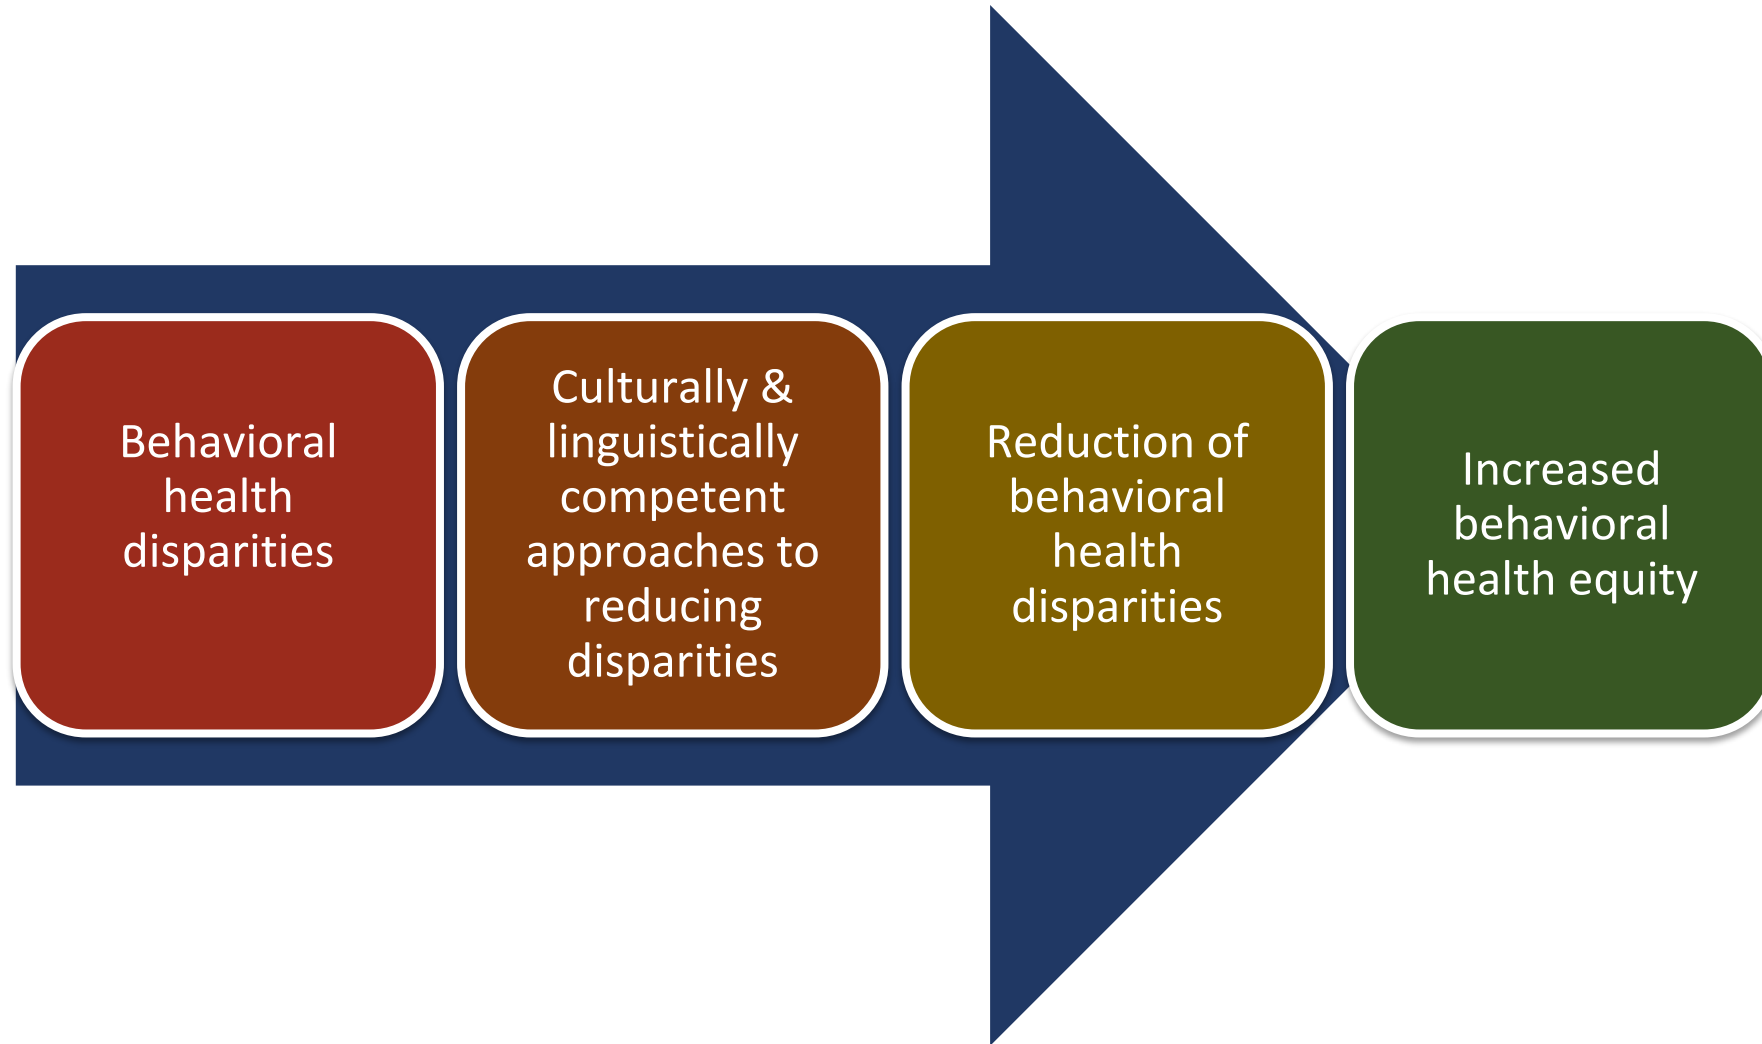 Behavioral
health
disparities
Culturally &
linguistically
competent
approaches to
reducing
disparities
Reduction of
behavioral
health
disparities
Increased
behavioral
health equity